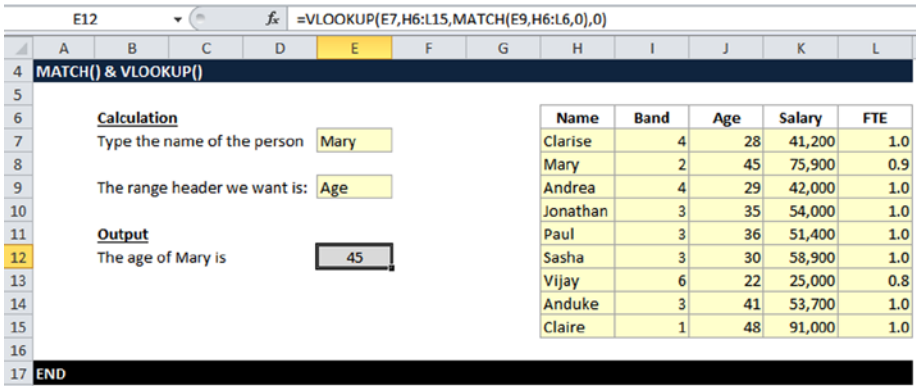 E12 fx =VLOOKUP(E7,H6:L15,MATCH(E9,H6:L6,0),0)
A B C D E F G H I J K L
4 MATCH() & VLOOKUP()
5
6 Calculation Name Band Age Salary FTE
7 Type the name of the person Mary Clarise 4 28 41,200 1.0
8 Mary 2 45 75,900 0.9
9 The range header we want is: Age Andrea 4 29 42,000 1.0
10 Jonathan 3 35 54,000 1.0
11 Output Paul 3 36 51,400 1.0
12 The age of Mary is 45 Sasha 3 30 58,900 1.0
13 Vijay 6 22 25,000 0.8
14 Anduke 3 41 53,700 1.0
15 Claire 1 48 91,000 1.0
16
17 END